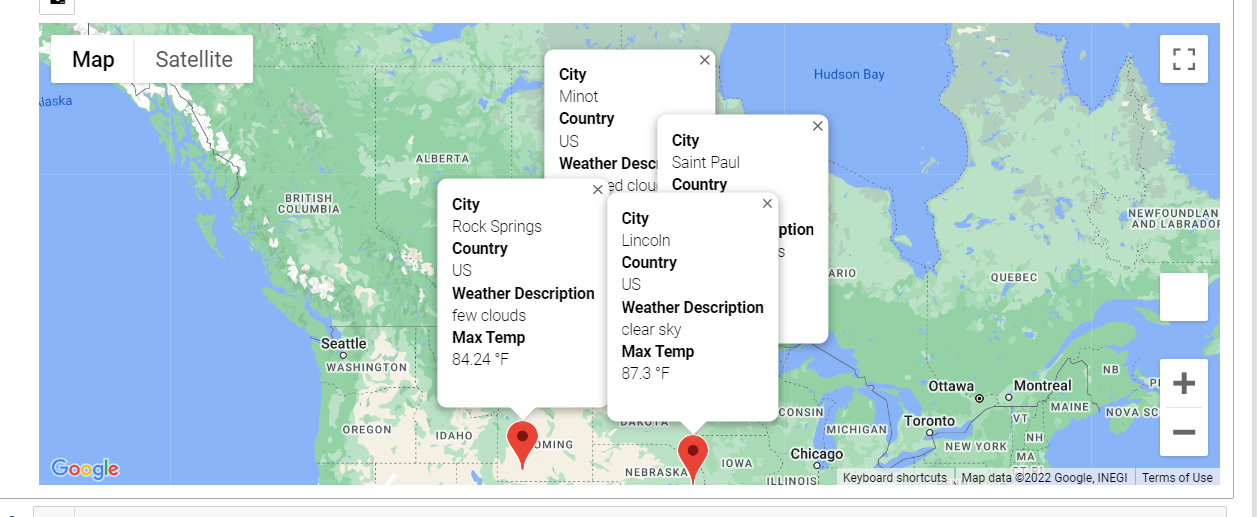 Map
Satellite
Hudson Bay
laska
ALBERTA
BRITISH
COLUMBIA
City
Minot
Country
US
Weather Desc
ed clou
City
Saint Paul
Country
ption
s
City
Rock Springs
Country
US
Weather Description
few clouds
Max Temp
84.24 °F
City
Lincoln
Country
US
Weather Description
clear sky
Max Temp
87.3 °F
NEWFOUNDLAN
AND LABRADOR
ARIO
QUEBEC
Seattle
WASHINGTON
OREGON
IDAHO
OMING
DAKOTA
NEBRASKA
IOWA
CONSIN
MICHIGAN
Chicago
ILLINOIS
Ottawa
Montreal
Toronto
NB
PE
MAINE
NOVA SC
VT
NH
NEW YORK
MA
CT RI
Google
Keyboard shortcuts
Map data ©2022 Google, INEGI
Terms of Use